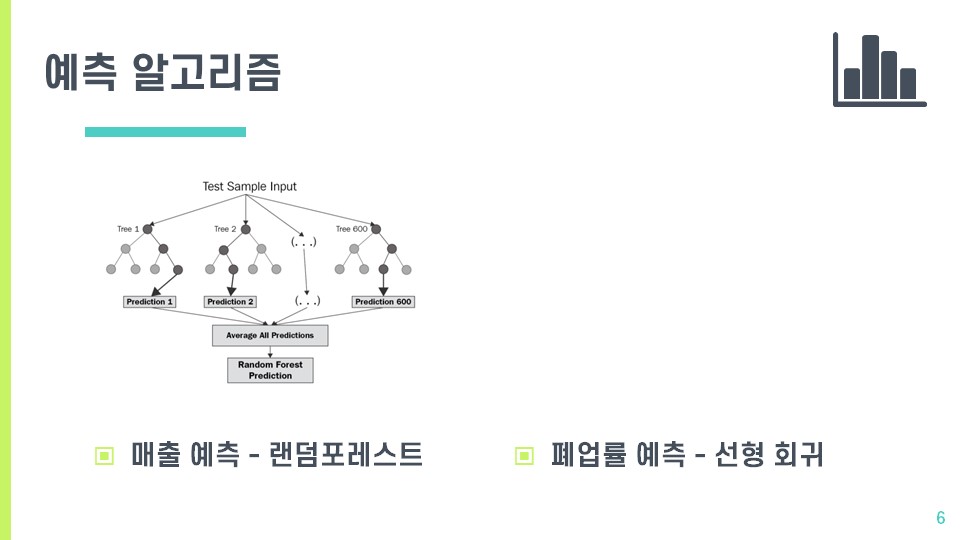 예측 알고리즘
Test Sample Input
Tree 1
Tree 2
(. . .)
Tree 600
Prediction 1
Prediction 2
(. . .)
Prediction 600
Average All Predictions
Random Forest
Prediction
매출 예측 - 랜덤포레스트
폐업률 예측 - 선형 회귀
6